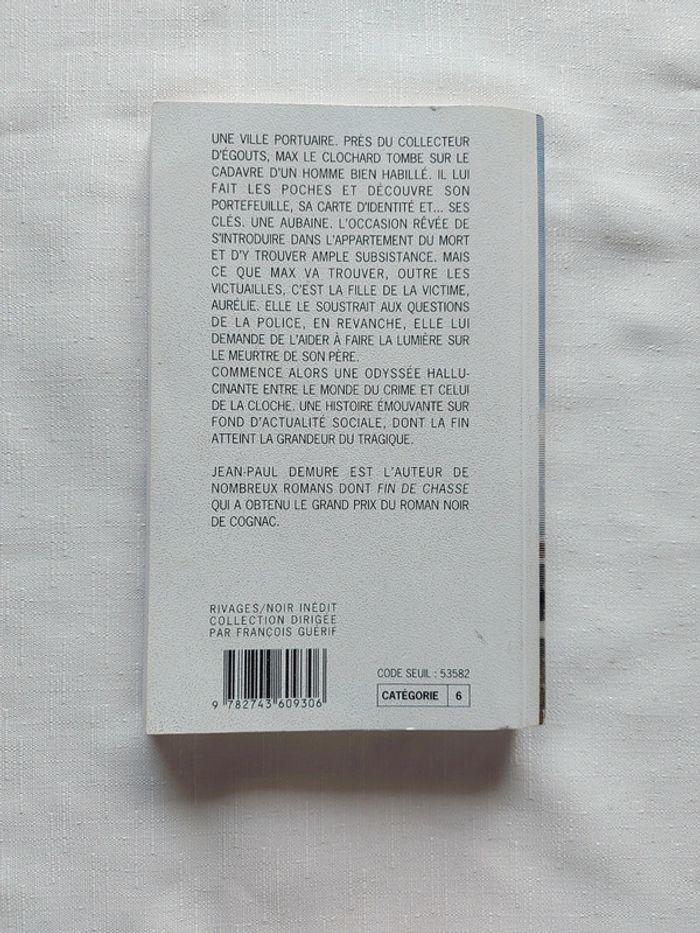 UNE VILLE PORTUAIRE. PRÈS DU COLLECTEUR
D'ÉGOUTS, MAX LE CLOCHARD TOMBE SUR LE
CADAVRE D'UN HOMME BIEN HABILLÉ. IL LUI
FAIT LES POCHES ET DÉCOUVRE SON
PORTEFEUILLE, SA CARTE D'IDENTITÉ ET... SES
CLÉS. UNE AUBAINE. L'OCCASION RÊVÉE DE
S'INTRODUIRE DANS L'APPARTEMENT DU MORT
ET D'Y TROUVER AMPLE SUBSISTANCE. MAIS
CE QUE MAX VA TROUVER, OUTRE LES
VICTUAILLES, C'EST LA FILLE DE LA VICTIME,
AURÉLIE. ELLE LE SOUSTRAIT AUX QUESTIONS
DE LA POLICE, EN REVANCHE, ELLE LUI
DEMANDE DE L'AIDER À FAIRE LA LUMIÈRE SUR
LE MEURTRE DE SON PÈRE.
COMMENCE ALORS UNE ODYSSÉE HALLU-
CINANTE ENTRE LE MONDE DU CRIME ET CELUI
DE LA CLOCHE. UNE HISTOIRE ÉMOUVANTE SUR
FOND D'ACTUALITÉ SOCIALE, DONT LA FIN
ATTEINT LA GRANDEUR DU TRAGIQUE.
JEAN-PAUL DEMURE EST L'AUTEUR DE
NOMBREUX ROMANS DONT FIN DE CHASSE
QUI A OBTENU LE GRAND PRIX DU ROMAN NOIR
DE COGNAC.
RIVAGES/NOIR INÉDIT
COLLECTION DIRIGÉE
PAR FRANÇOIS GUÉRIF
CODE SEUIL : 53582
CATÉGORIE 6
9 782743 609306